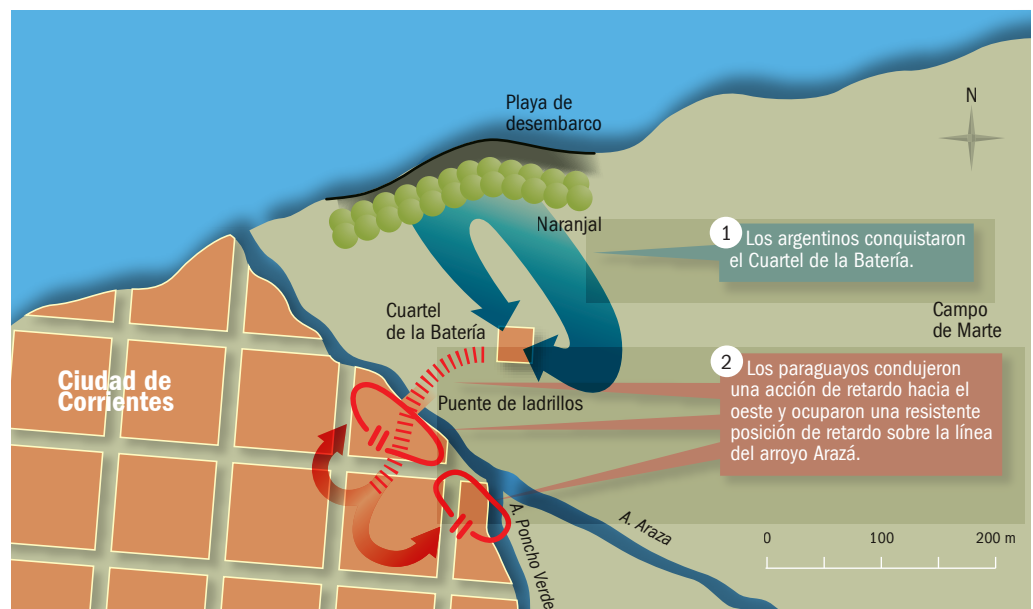 Playa de
desembarco
N
Naranjal
1
Los argentinos conquistaron
el Cuartel de la Batería.
Cuartel
de la Batería
Campo
de Marte
Ciudad de
Corrientes
Puente de ladrillos
2
Los paraguayos condujeron
una acción de retardo hacia el
oeste y ocuparon una resistente
posición de retardo sobre la línea
del arroyo Arazá.
A. Poncho Verde
A. Araza
0 100 200 m